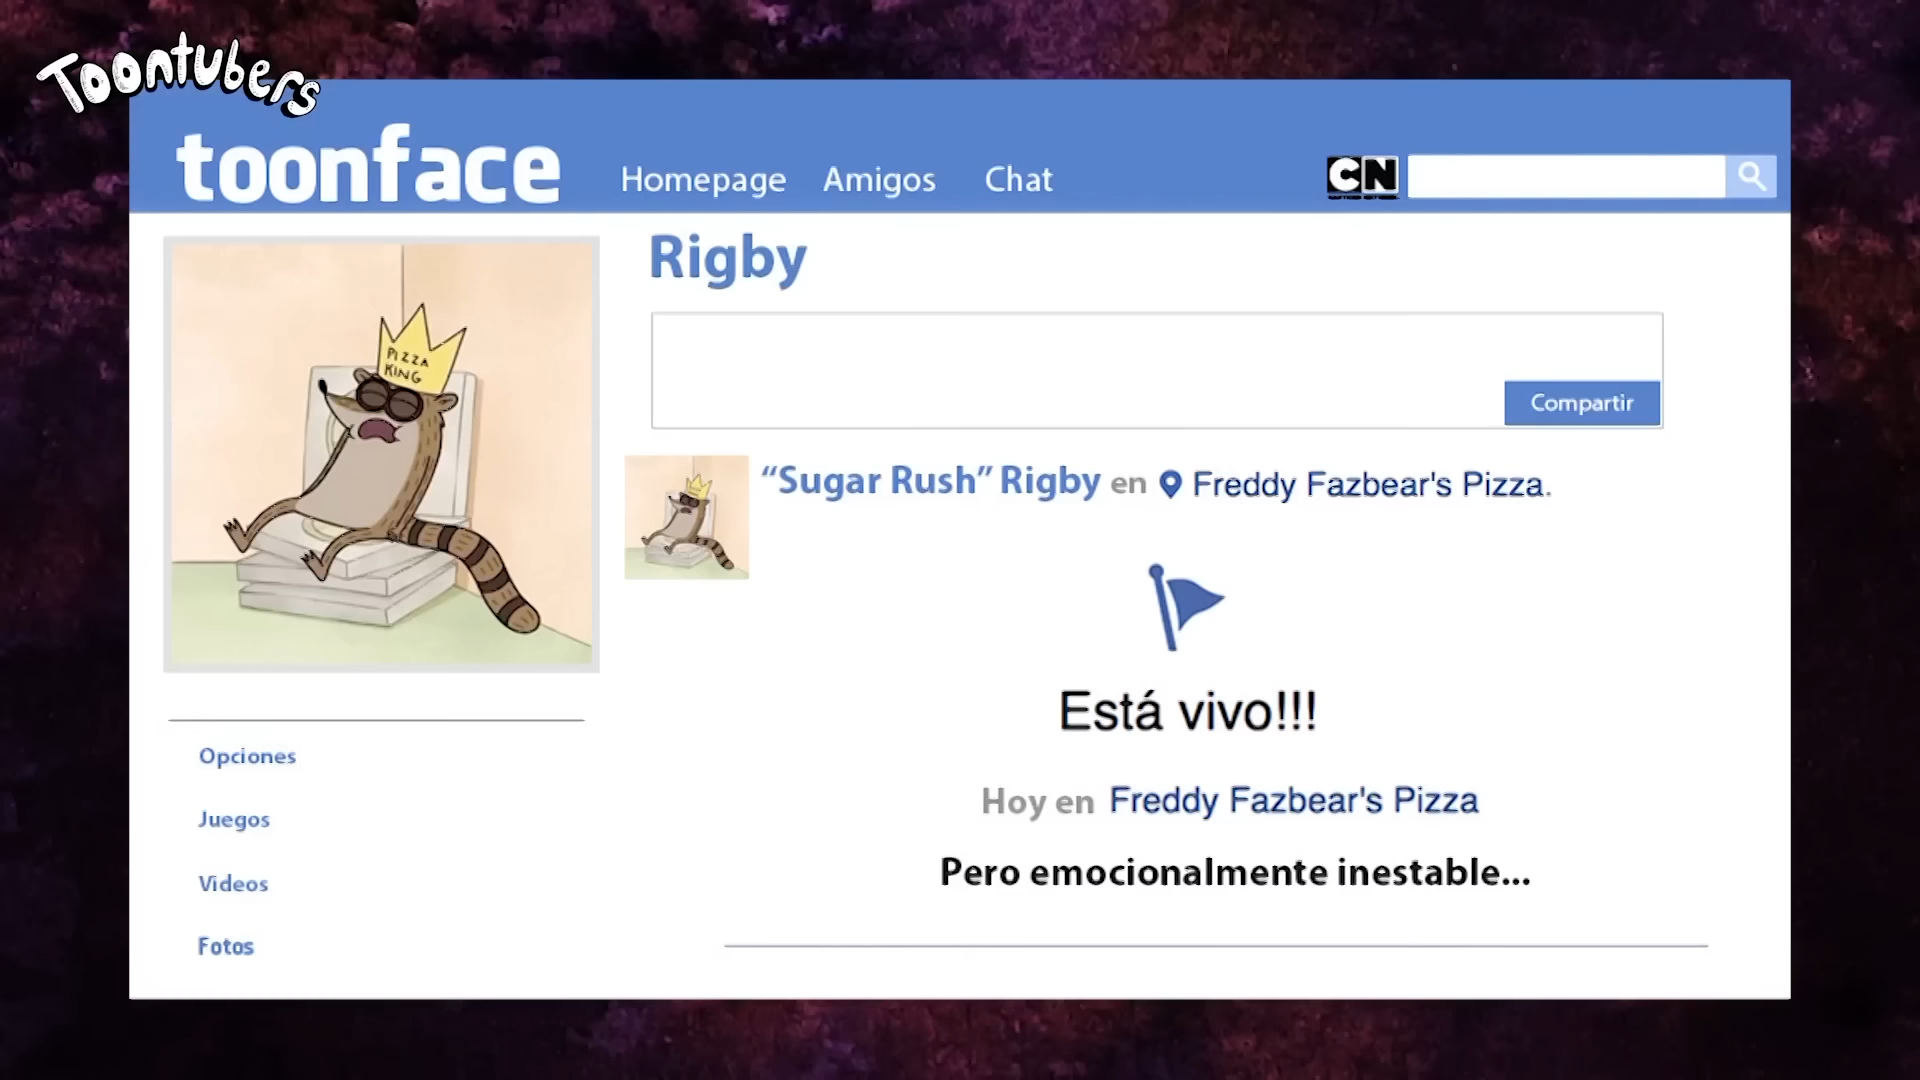 Toontubers
toonface
Homepage Amigos Chat
CN
PIZZA
KING
Rigby
Compartir
“Sugar Rush” Rigby en Freddy Fazbear's Pizza.
Está vivo!!!
Hoy en Freddy Fazbear's Pizza
Pero emocionalmente inestable...
Opciones
Juegos
Videos
Fotos